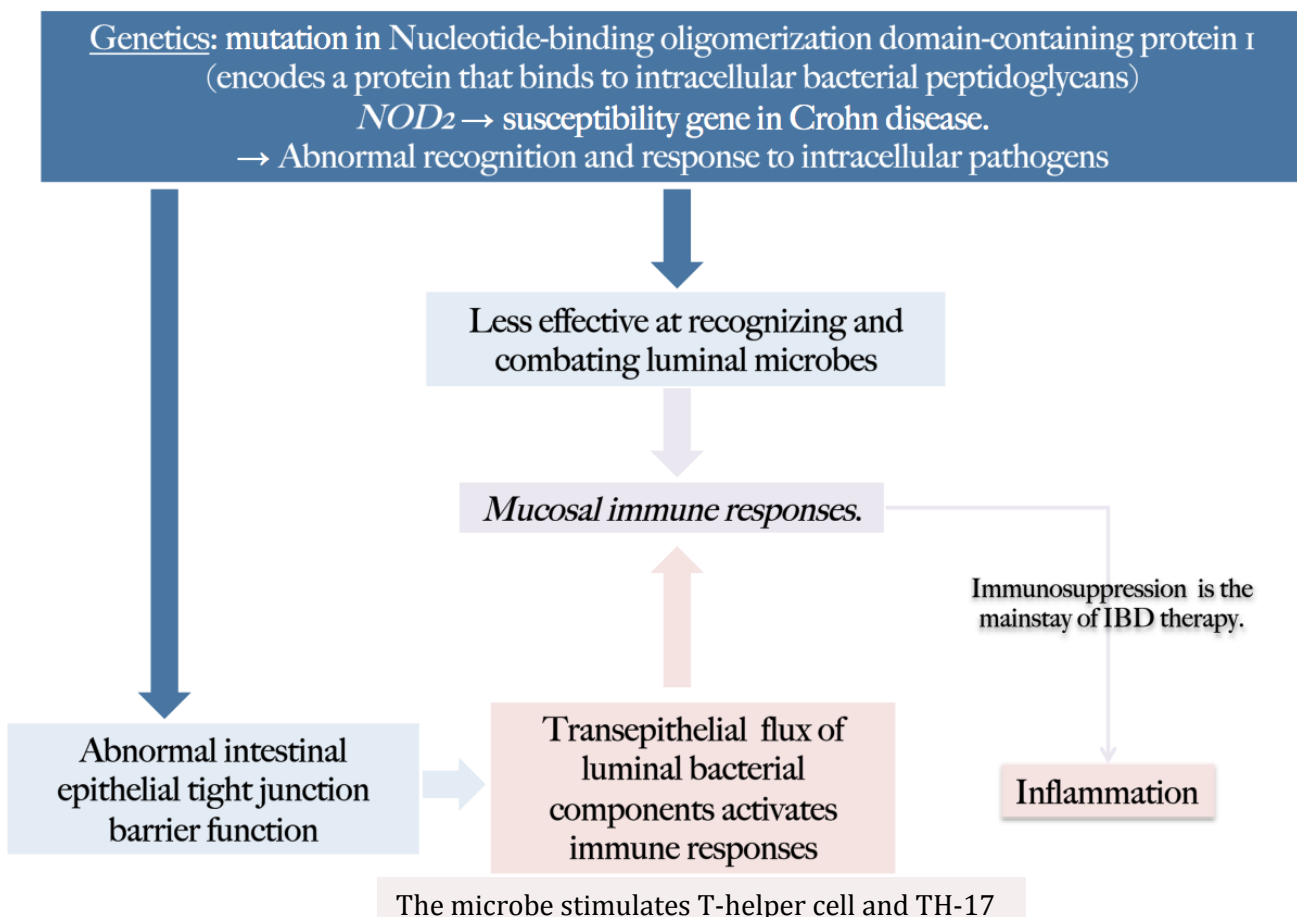 Genetics: mutation in Nucleotide-binding oligomerization domain-containing protein 1
(encodes a protein that binds to intracellular bacterial peptidoglycans)
NOD2 → susceptibility gene in Crohn disease.
→ Abnormal recognition and response to intracellular pathogens
Less effective at recognizing and
combating luminal microbes
Mucosal immune responses.
Immunosuppression is the
mainstay of IBD therapy.
Abnormal intestinal
epithelial tight junction
barrier function
Transepithelial flux of
luminal bacterial
components activates
immune responses
Inflammation
The microbe stimulates T-helper cell and TH-17